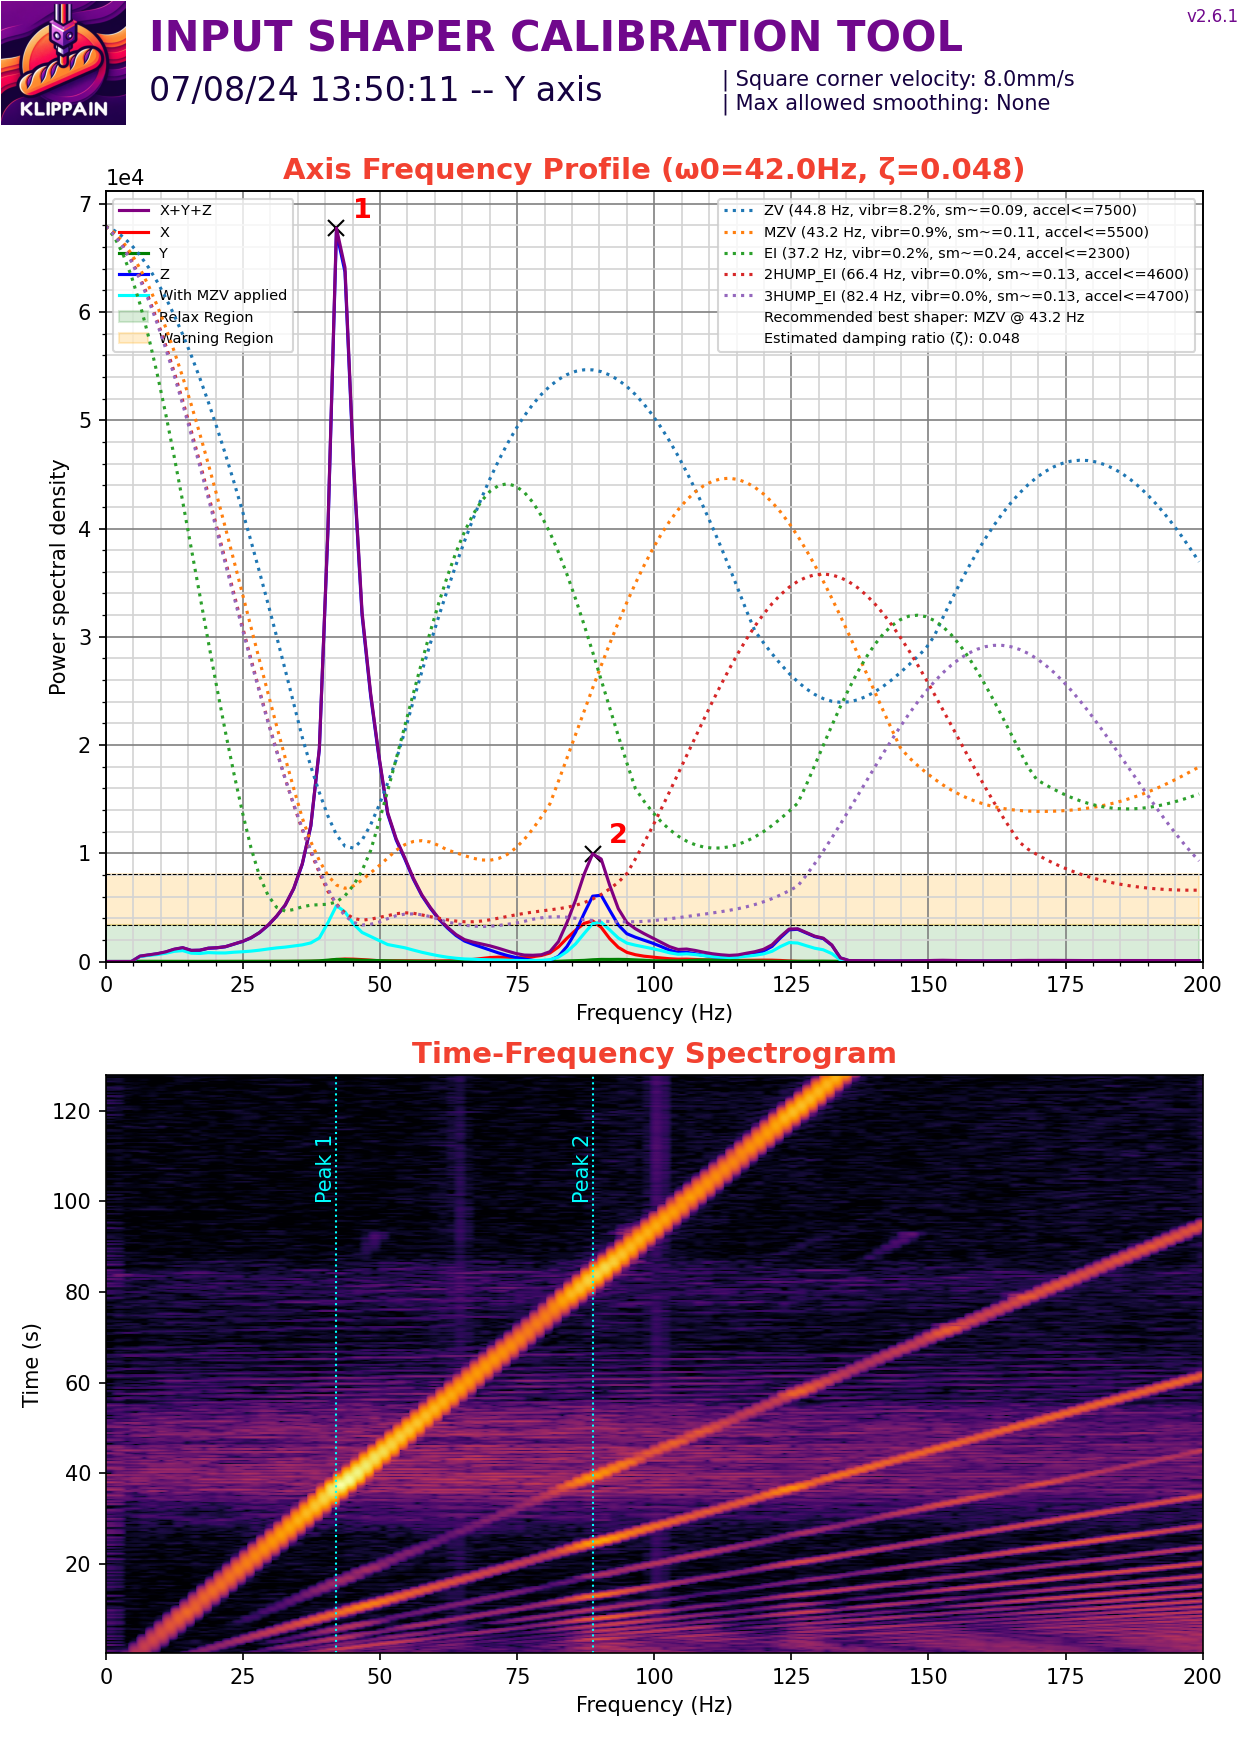 KLIPPAIN
INPUT SHAPER CALIBRATION TOOL
v2.6.1
07/08/24 13:50:11 -- Y axis
| Square corner velocity: 8.0mm/s
| Max allowed smoothing: None
Axis Frequency Profile (ω0=42.0Hz, ζ=0.048)
1e4
X+Y+Z
X
Y
Z
With MZV applied
Relax Region
Warning Region
ZV (44.8 Hz, vibr=8.2%, sm~=0.09, accel<=7500)
MZV (43.2 Hz, vibr=0.9%, sm~=0.11, accel<=5500)
EI (37.2 Hz, vibr=0.2%, sm~=0.24, accel<=2300)
2HUMP_EI (66.4 Hz, vibr=0.0%, sm~=0.13, accel<=4600)
3HUMP_EI (82.4 Hz, vibr=0.0%, sm~=0.13, accel<=4700)
Recommended best shaper: MZV @ 43.2 Hz
Estimated damping ratio (ζ): 0.048
1
2
7
6
5
4
3
2
1
0
Power spectral density
0 25 50 75 100 125 150 175 200
Frequency (Hz)
Time-Frequency Spectrogram
Peak 1
Peak 2
120
100
80
60
40
20
Time (s)
0 25 50 75 100 125 150 175 200
Frequency (Hz)